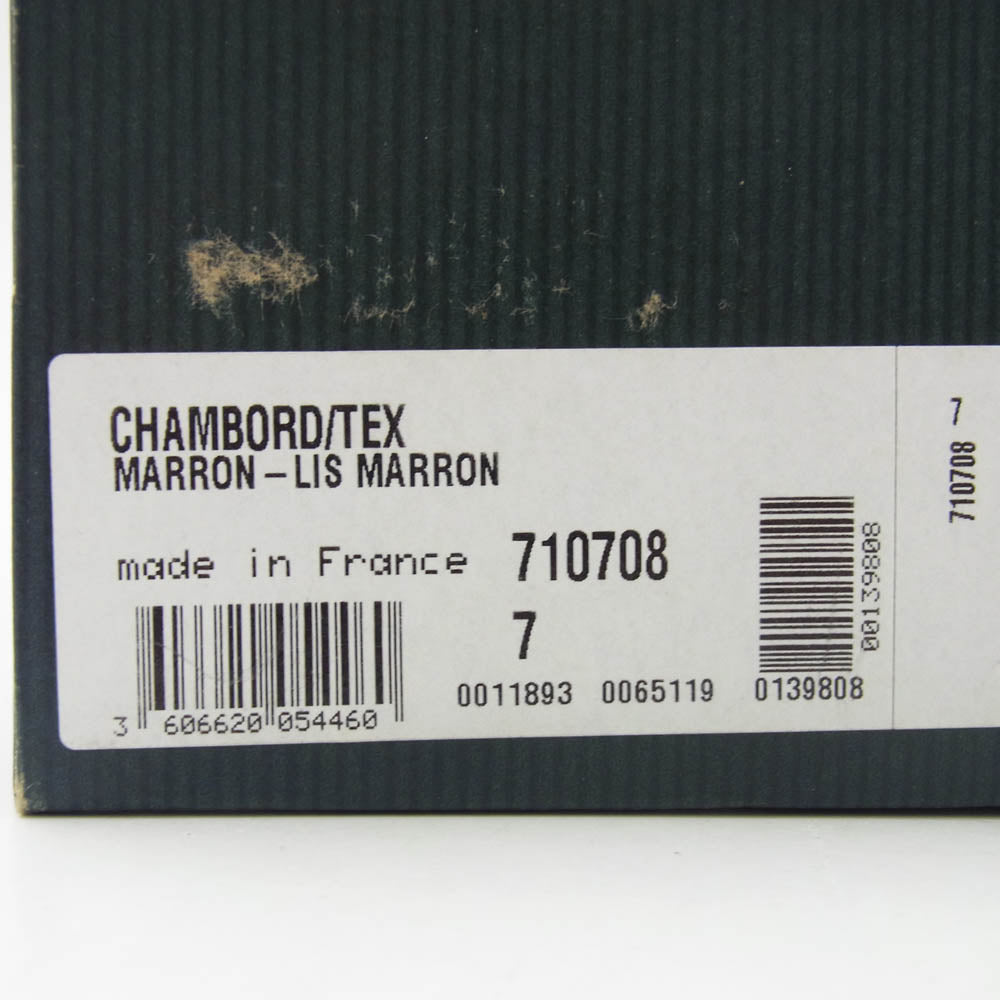 CHAMBORD/TEX
MARRON – LIS MARRON
made in France 710708
7
0011893 0065119 0139808
3 606620 054460
00139808
710708 7